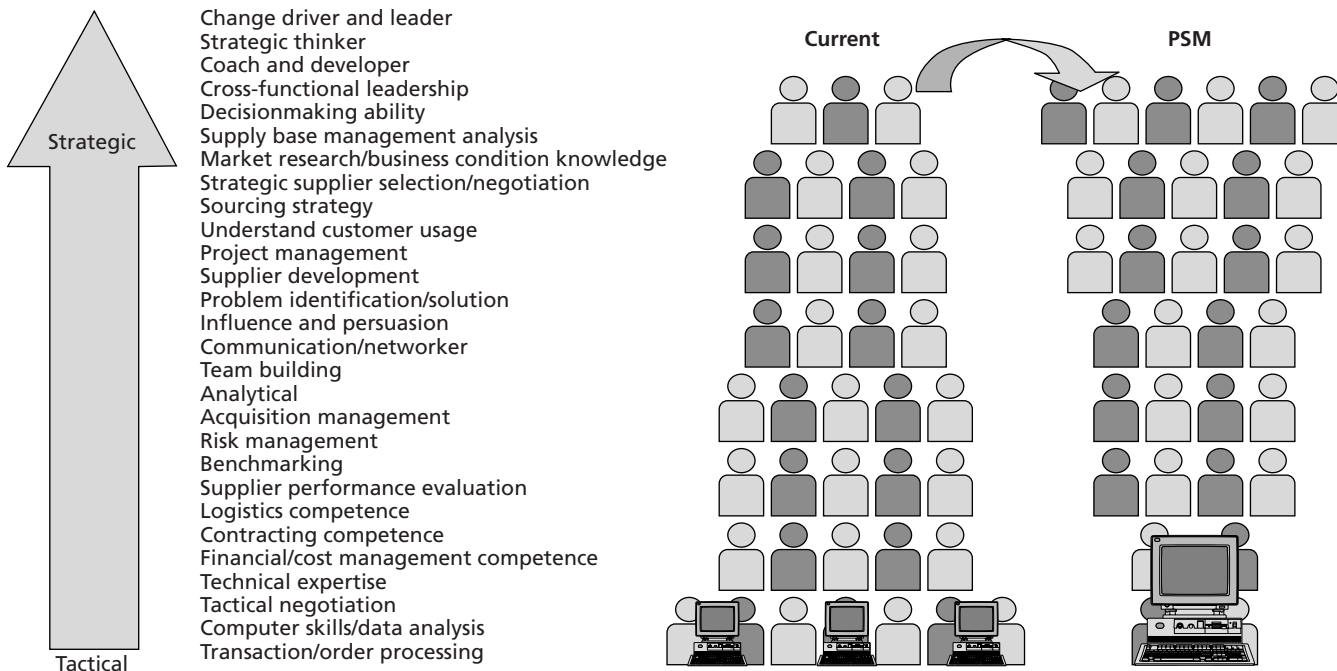 Change driver and leader
Strategic thinker
Coach and developer
Cross-functional leadership
Decisionmaking ability
Supply base management analysis
Market research/business condition knowledge
Strategic supplier selection/negotiation
Sourcing strategy
Understand customer usage
Project management
Supplier development
Problem identification/solution
Influence and persuasion
Communication/networker
Team building
Analytical
Acquisition management
Risk management
Benchmarking
Supplier performance evaluation
Logistics competence
Contracting competence
Financial/cost management competence
Technical expertise
Tactical negotiation
Computer skills/data analysis
Transaction/order processing
Strategic
Tactical
Current
PSM